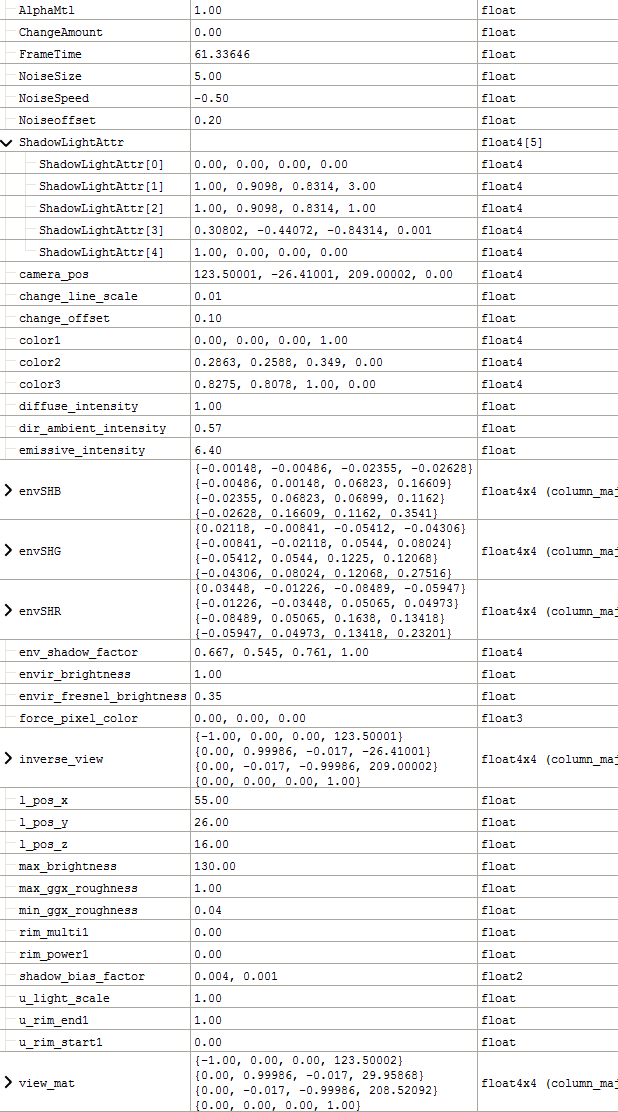 AlphaMtl 1.00 float
ChangeAmount 0.00 float
FrameTime 61.33646 float
NoiseSize 5.00 float
NoiseSpeed -0.50 float
Noiseoffset 0.20 float
ShadowLightAttr float4[5]
ShadowLightAttr[0] 0.00, 0.00, 0.00, 0.00 float4
ShadowLightAttr[1] 1.00, 0.9098, 0.8314, 3.00 float4
ShadowLightAttr[2] 1.00, 0.9098, 0.8314, 1.00 float4
ShadowLightAttr[3] 0.30802, -0.44072, -0.84314, 0.001 float4
ShadowLightAttr[4] 1.00, 0.00, 0.00, 0.00 float4
camera_pos 123.50001, -26.41001, 209.00002, 0.00 float4
change_line_scale 0.01 float
change_offset 0.10 float
color1 0.00, 0.00, 0.00, 1.00 float4
color2 0.2863, 0.2588, 0.349, 0.00 float4
color3 0.8275, 0.8078, 1.00, 0.00 float4
diffuse_intensity 1.00 float
dir_ambient_intensity 0.57 float
emissive_intensity 6.40 float
{-0.00148, -0.00486, -0.02355, -0.02628}
{-0.00486, 0.00148, 0.06823, 0.16609}
envSHB float4x4 (column_maj
{-0.02355, 0.06823, 0.06899, 0.1162}
{-0.02628, 0.16609, 0.1162, 0.3541}
{0.02118, -0.00841, -0.05412, -0.04306}
{-0.00841, -0.02118, 0.0544, 0.08024}
envSHG float4x4 (column_maj
{-0.05412, 0.0544, 0.1225, 0.12068}
{-0.04306, 0.08024, 0.12068, 0.27516}
{0.03448, -0.01226, -0.08489, -0.05947}
{-0.01226, -0.03448, 0.05065, 0.04973}
envSHR float4x4 (column_maj
{-0.08489, 0.05065, 0.1638, 0.13418}
{-0.05947, 0.04973, 0.13418, 0.23201}
env_shadow_factor 0.667, 0.545, 0.761, 1.00 float4
envir_brightness 1.00 float
envir_fresnel_brightness 0.35 float
force_pixel_color 0.00, 0.00, 0.00 float3
{-1.00, 0.00, 0.00, 123.50001}
{0.00, 0.99986, -0.017, -26.41001}
inverse_view float4x4 (column_maj
{0.00, -0.017, -0.99986, 209.00002}
{0.00, 0.00, 0.00, 1.00}
l_pos_x 55.00 float
l_pos_y 26.00 float
l_pos_z 16.00 float
max_brightness 130.00 float
max_ggx_roughness 1.00 float
min_ggx_roughness 0.04 float
rim_multi1 0.00 float
rim_power1 0.00 float
shadow_bias_factor 0.004, 0.001 float2
u_light_scale 1.00 float
u_rim_end1 1.00 float
u_rim_start1 0.00 float
{-1.00, 0.00, 0.00, 123.50002}
{0.00, 0.99986, -0.017, 29.95868}
view_mat float4x4 (column_maj
{0.00, -0.017, -0.99986, 208.52092}
{0.00, 0.00, 0.00, 1.00}